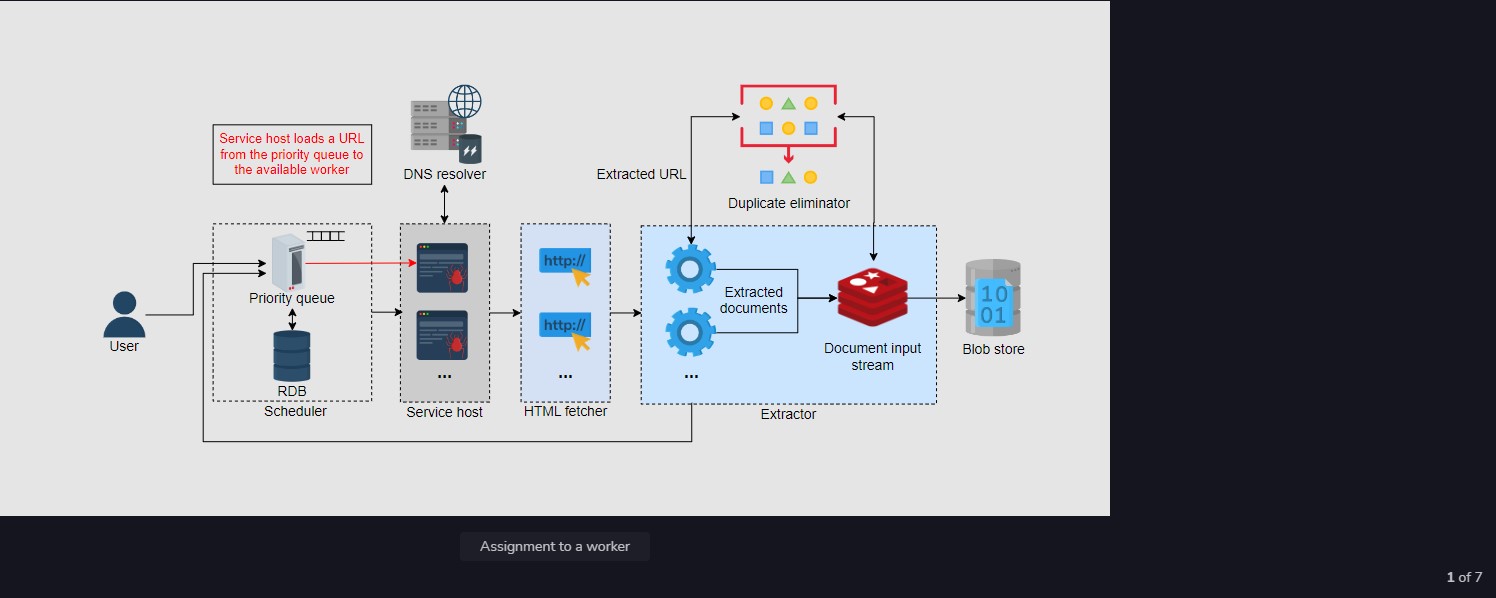 Service host loads a URL
from the priority queue to
the available worker
DNS resolver
Extracted URL
Duplicate eliminator
Priority queue
User
RDB
Scheduler
...
Service host
http://
http://
...
HTML fetcher
Extracted
documents
...
Document input
stream
Extractor
10
01
Blob store
Assignment to a worker
1 of 7